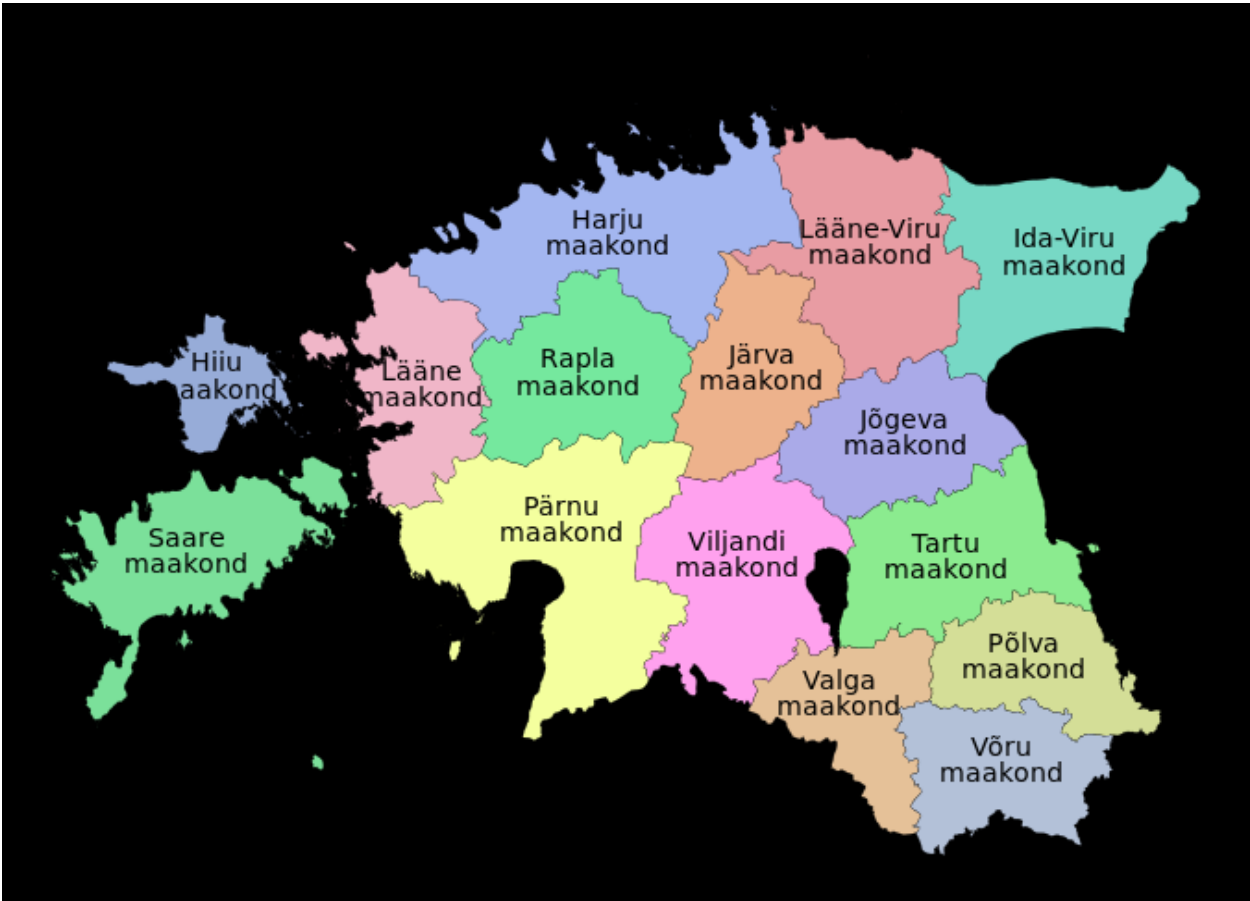 Harju
maakond
Lääne-Viru
maakond
Ida-Viru
maakond
Hiiu
aakond
Lääne
maakond
Rapla
maakond
Järva
maakond
Jõgeva
maakond
Saare
maakond
Pärnu
maakond
Viljandi
maakond
Tartu
maakond
Põlva
maakond
Valga
maakond
Võru
maakond